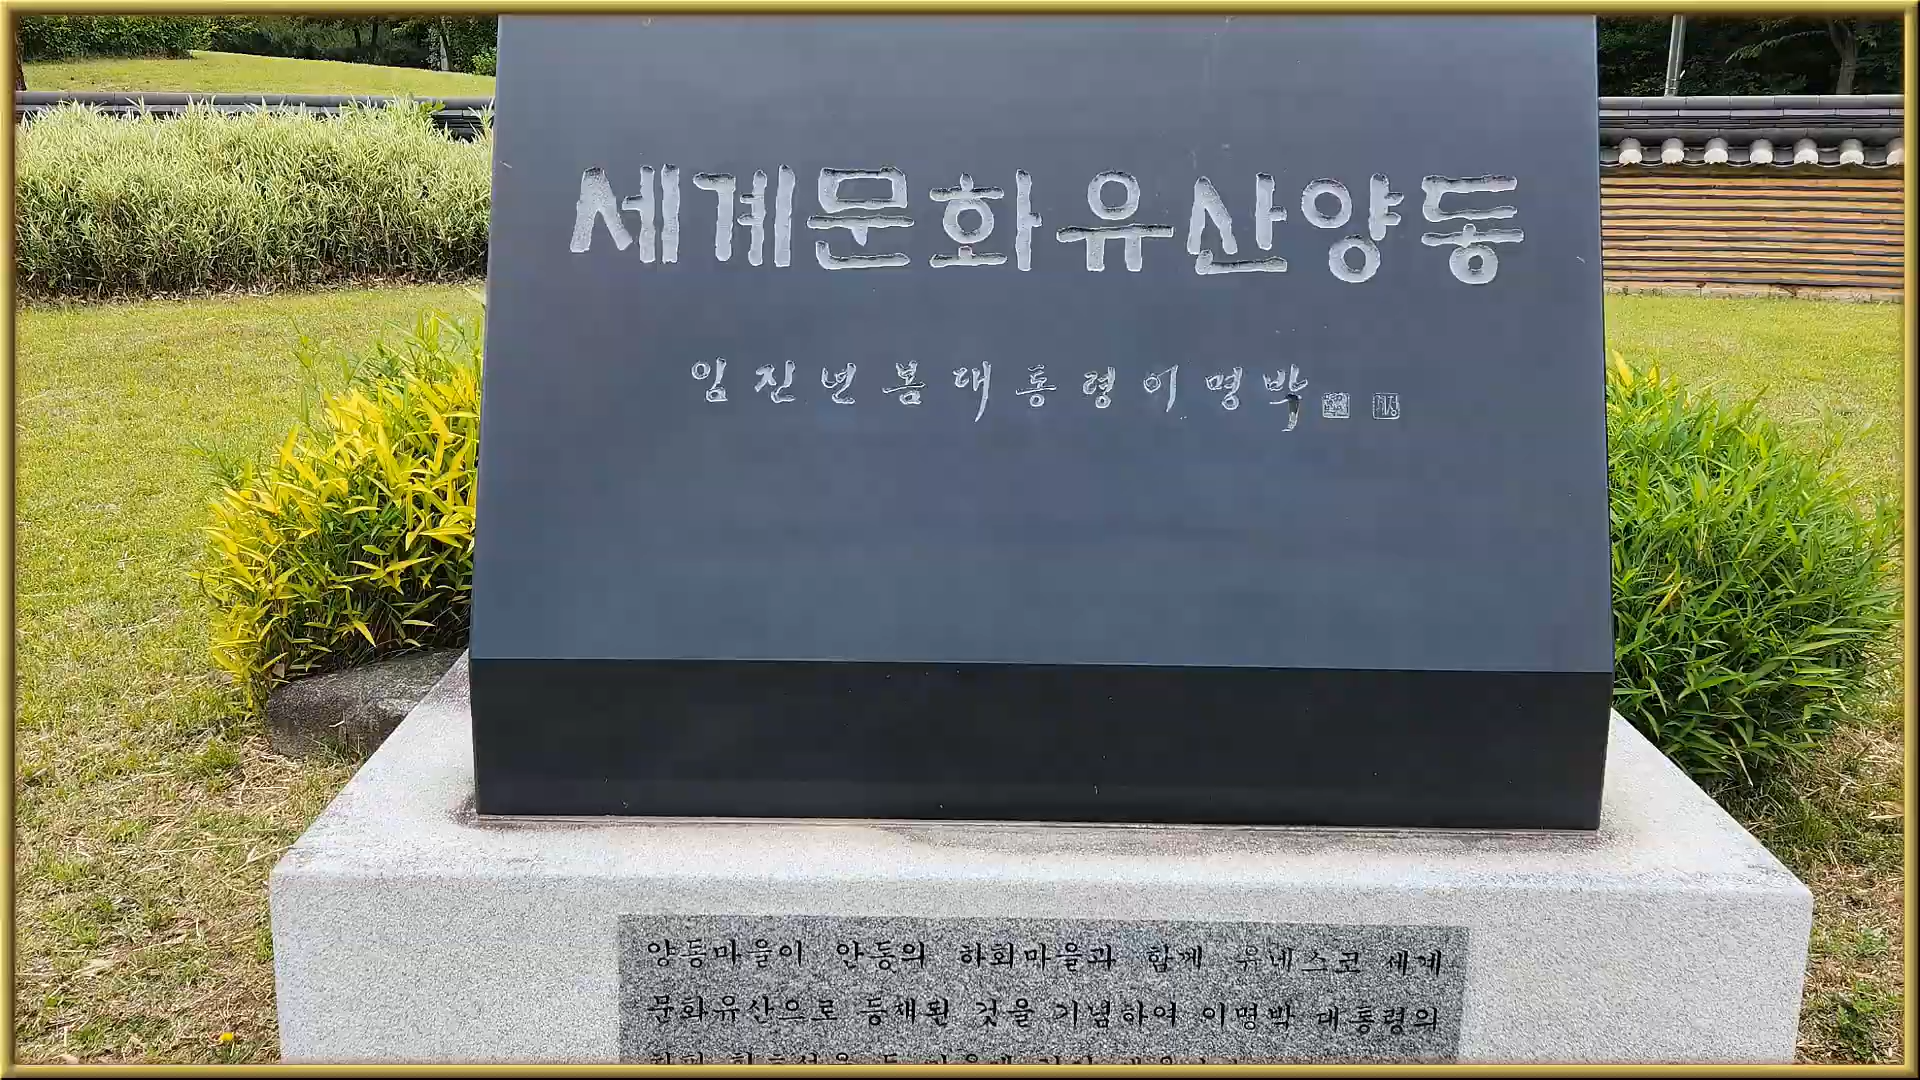 세계문화유산양동
임진년봄대통령이명박
양동마을이 안동의 하회마을과 함께 유네스코 세계
문화유산으로 등재된 것을 기념하여 이명박 대통령의